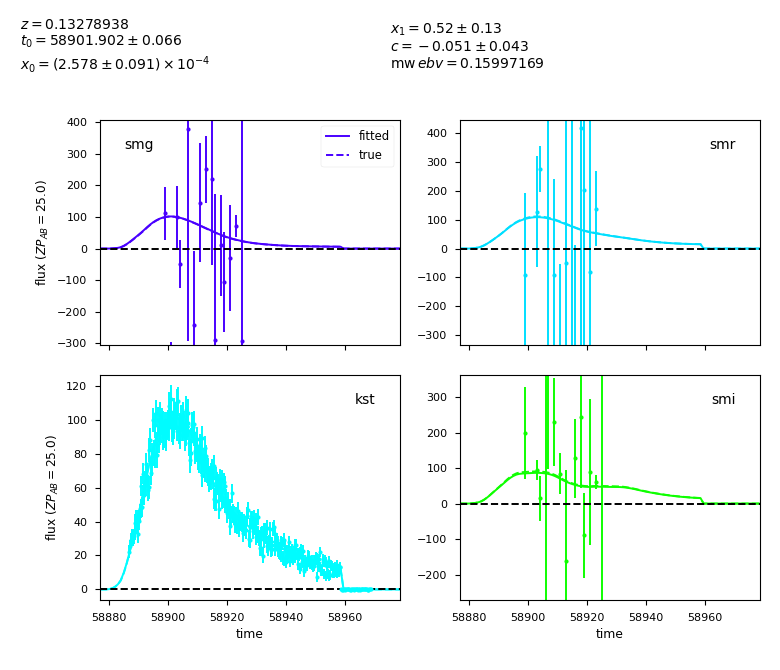 z = 0.13278938
t₀ = 58901.902 ± 0.066
x₀ = (2.578 ± 0.091) × 10⁻⁴
x₁ = 0.52 ± 0.13
c = −0.051 ± 0.043
mw ebv = 0.15997169
smg
fitted
true
400
300
200
100
0
−100
−200
−300
flux (ZP_AB = 25.0)
smr
400
300
200
100
0
−100
−200
−300
kst
120
100
80
60
40
20
0
flux (ZP_AB = 25.0)
58880 58900 58920 58940 58960
time
smi
300
200
100
0
−100
−200
58880 58900 58920 58940 58960
time